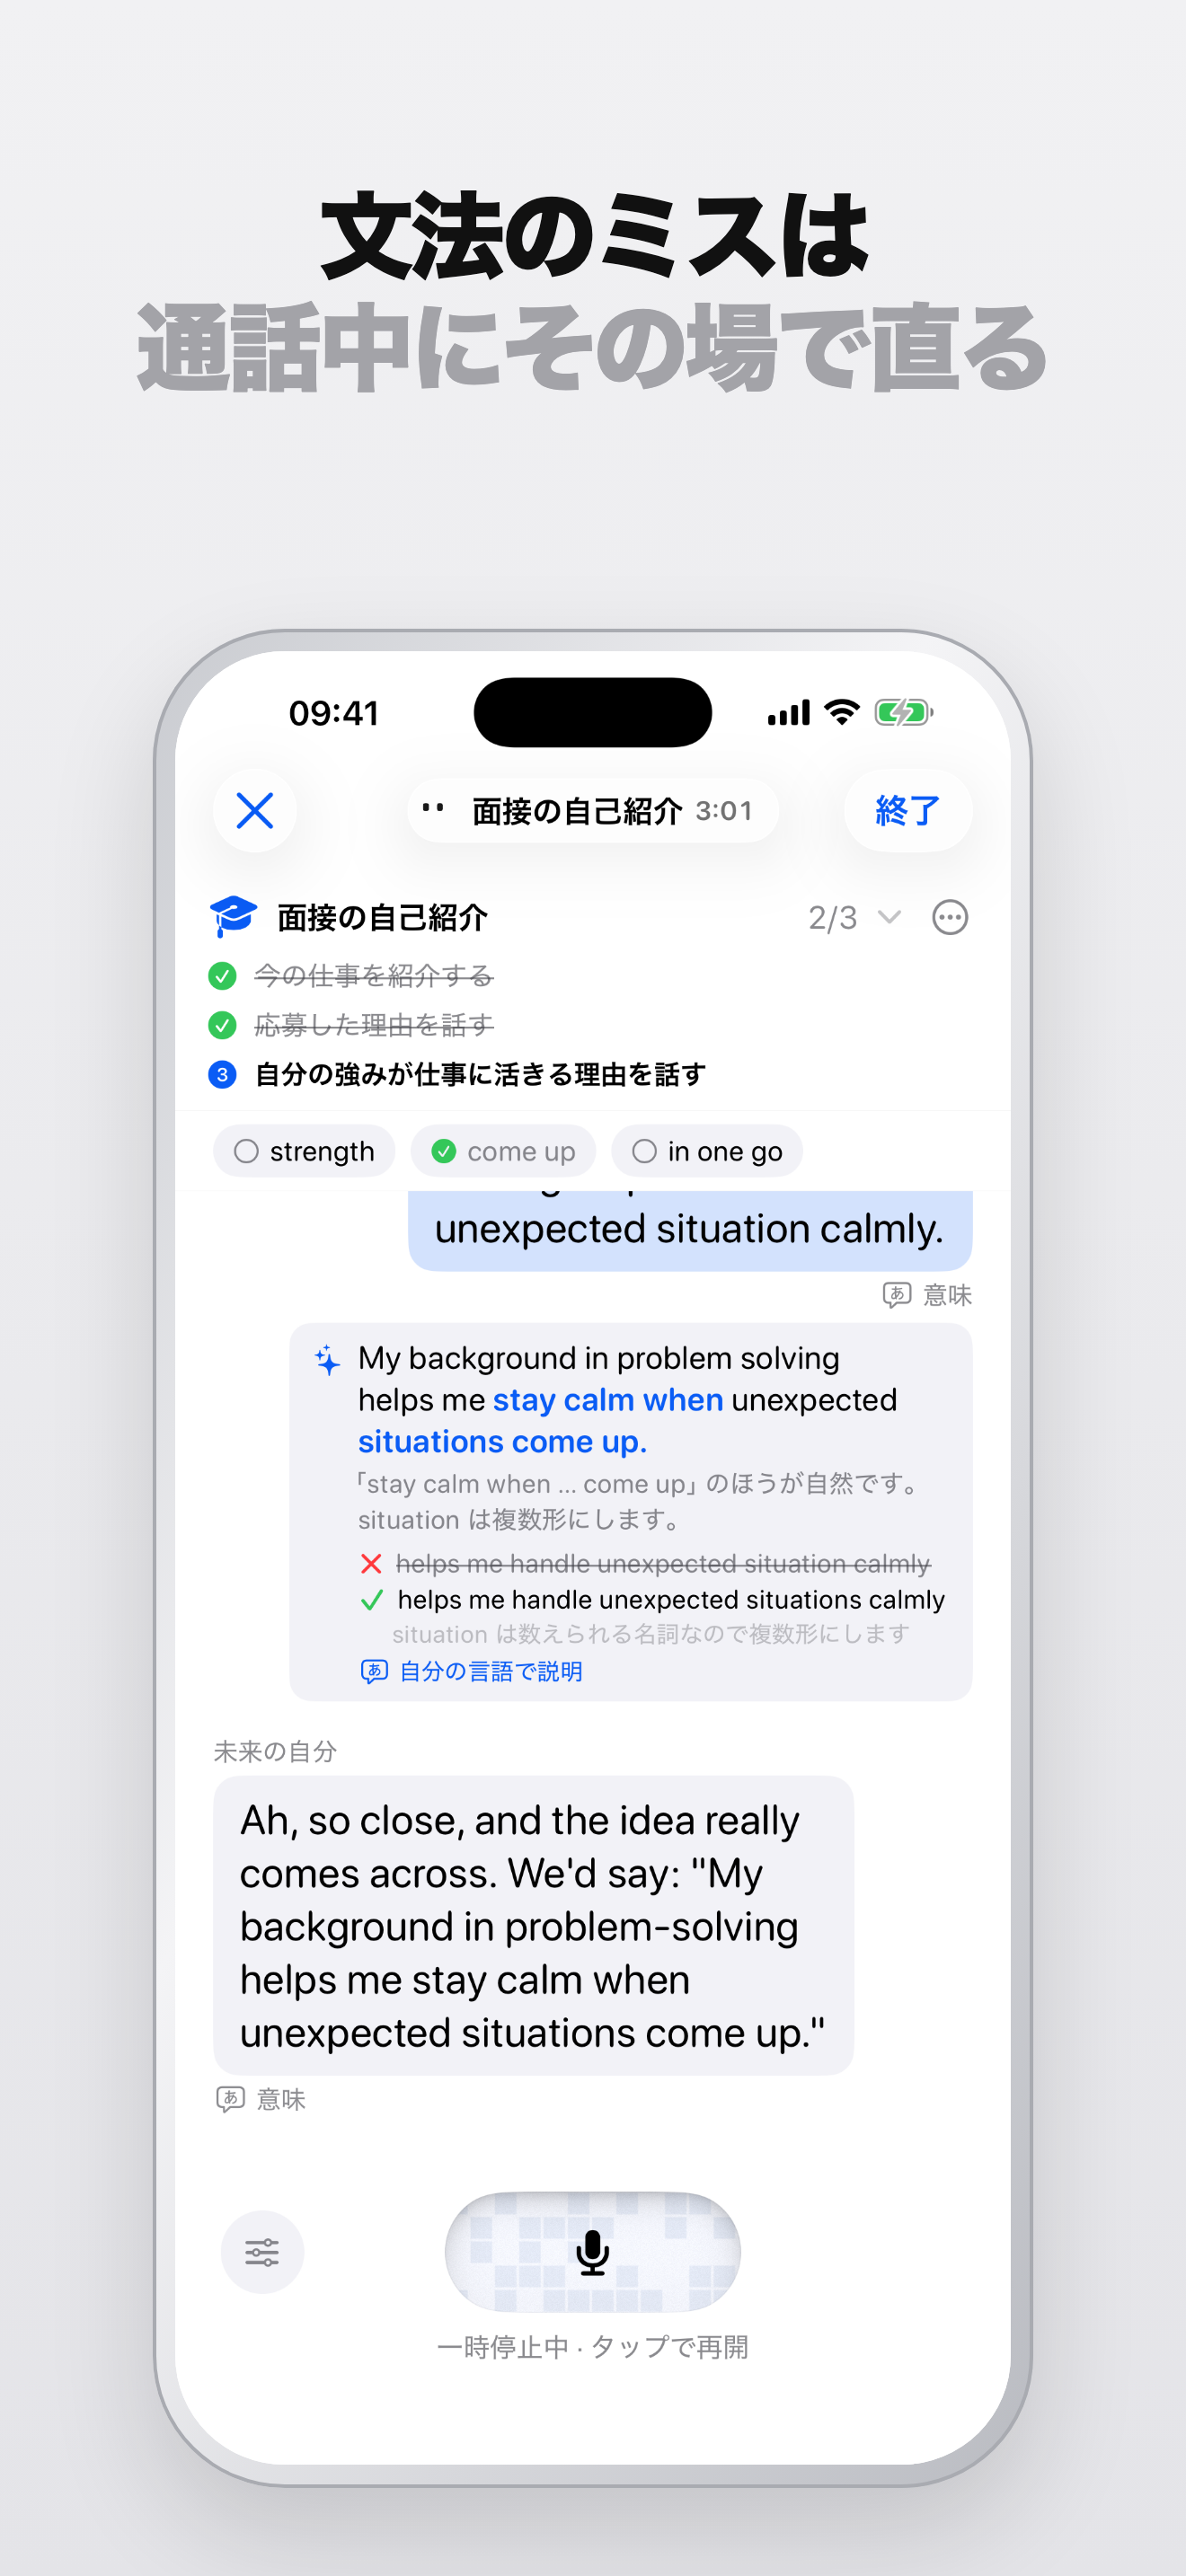 文法のミスは
通話中にその場で直る
09:41
面接の自己紹介 3:01
終了
面接の自己紹介
2/3
今の仕事を紹介する
応募した理由を話す
3 自分の強みが仕事に活きる理由を話す
strength
come up
in one go
unexpected situation calmly.
あ 意味
My background in problem solving
helps me stay calm when unexpected
situations come up.
「stay calm when ... come up」のほうが自然です。
situation は複数形にします。
helps me handle unexpected situation calmly
helps me handle unexpected situations calmly
situation は数えられる名詞なので複数形にします
あ 自分の言語で説明
未来の自分
Ah, so close, and the idea really
comes across. We'd say: "My
background in problem-solving
helps me stay calm when
unexpected situations come up."
あ 意味
一時停止中 · タップで再開